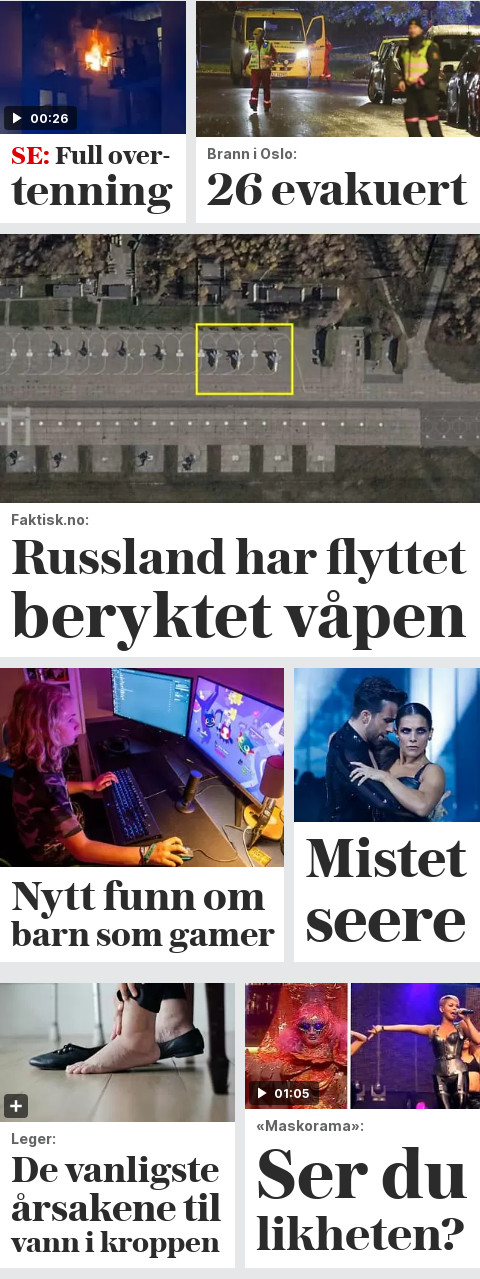 00:26
SE: Full over-
tenning
Brann i Oslo:
26 evakuert
Faktisk.no:
Russland har flyttet
beryktet våpen
Nytt funn om
barn som gamer
Mistet
seere
Leger:
De vanligste
årsakene til
vann i kroppen
01:05
«Maskorama»:
Ser du
likheten?